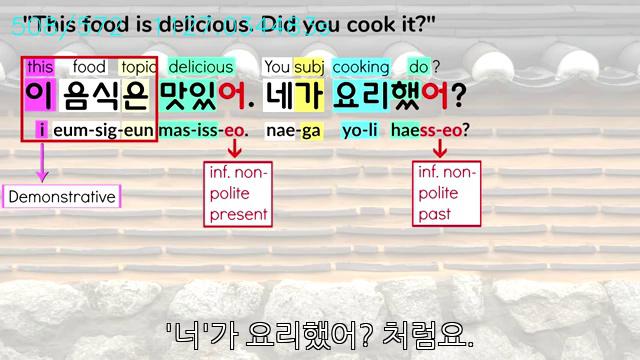 "This food is delicious. Did you cook it?"
this food topic delicious You subj cooking do ?
이 음식은 맛있어. 네가 요리했어?
i eum-sig-eun mas-iss-eo. nae-ga yo-li haess-eo?
Demonstrative
inf. non-
polite
present
inf. non-
polite
past
'너'가 요리했어? 처럼요.